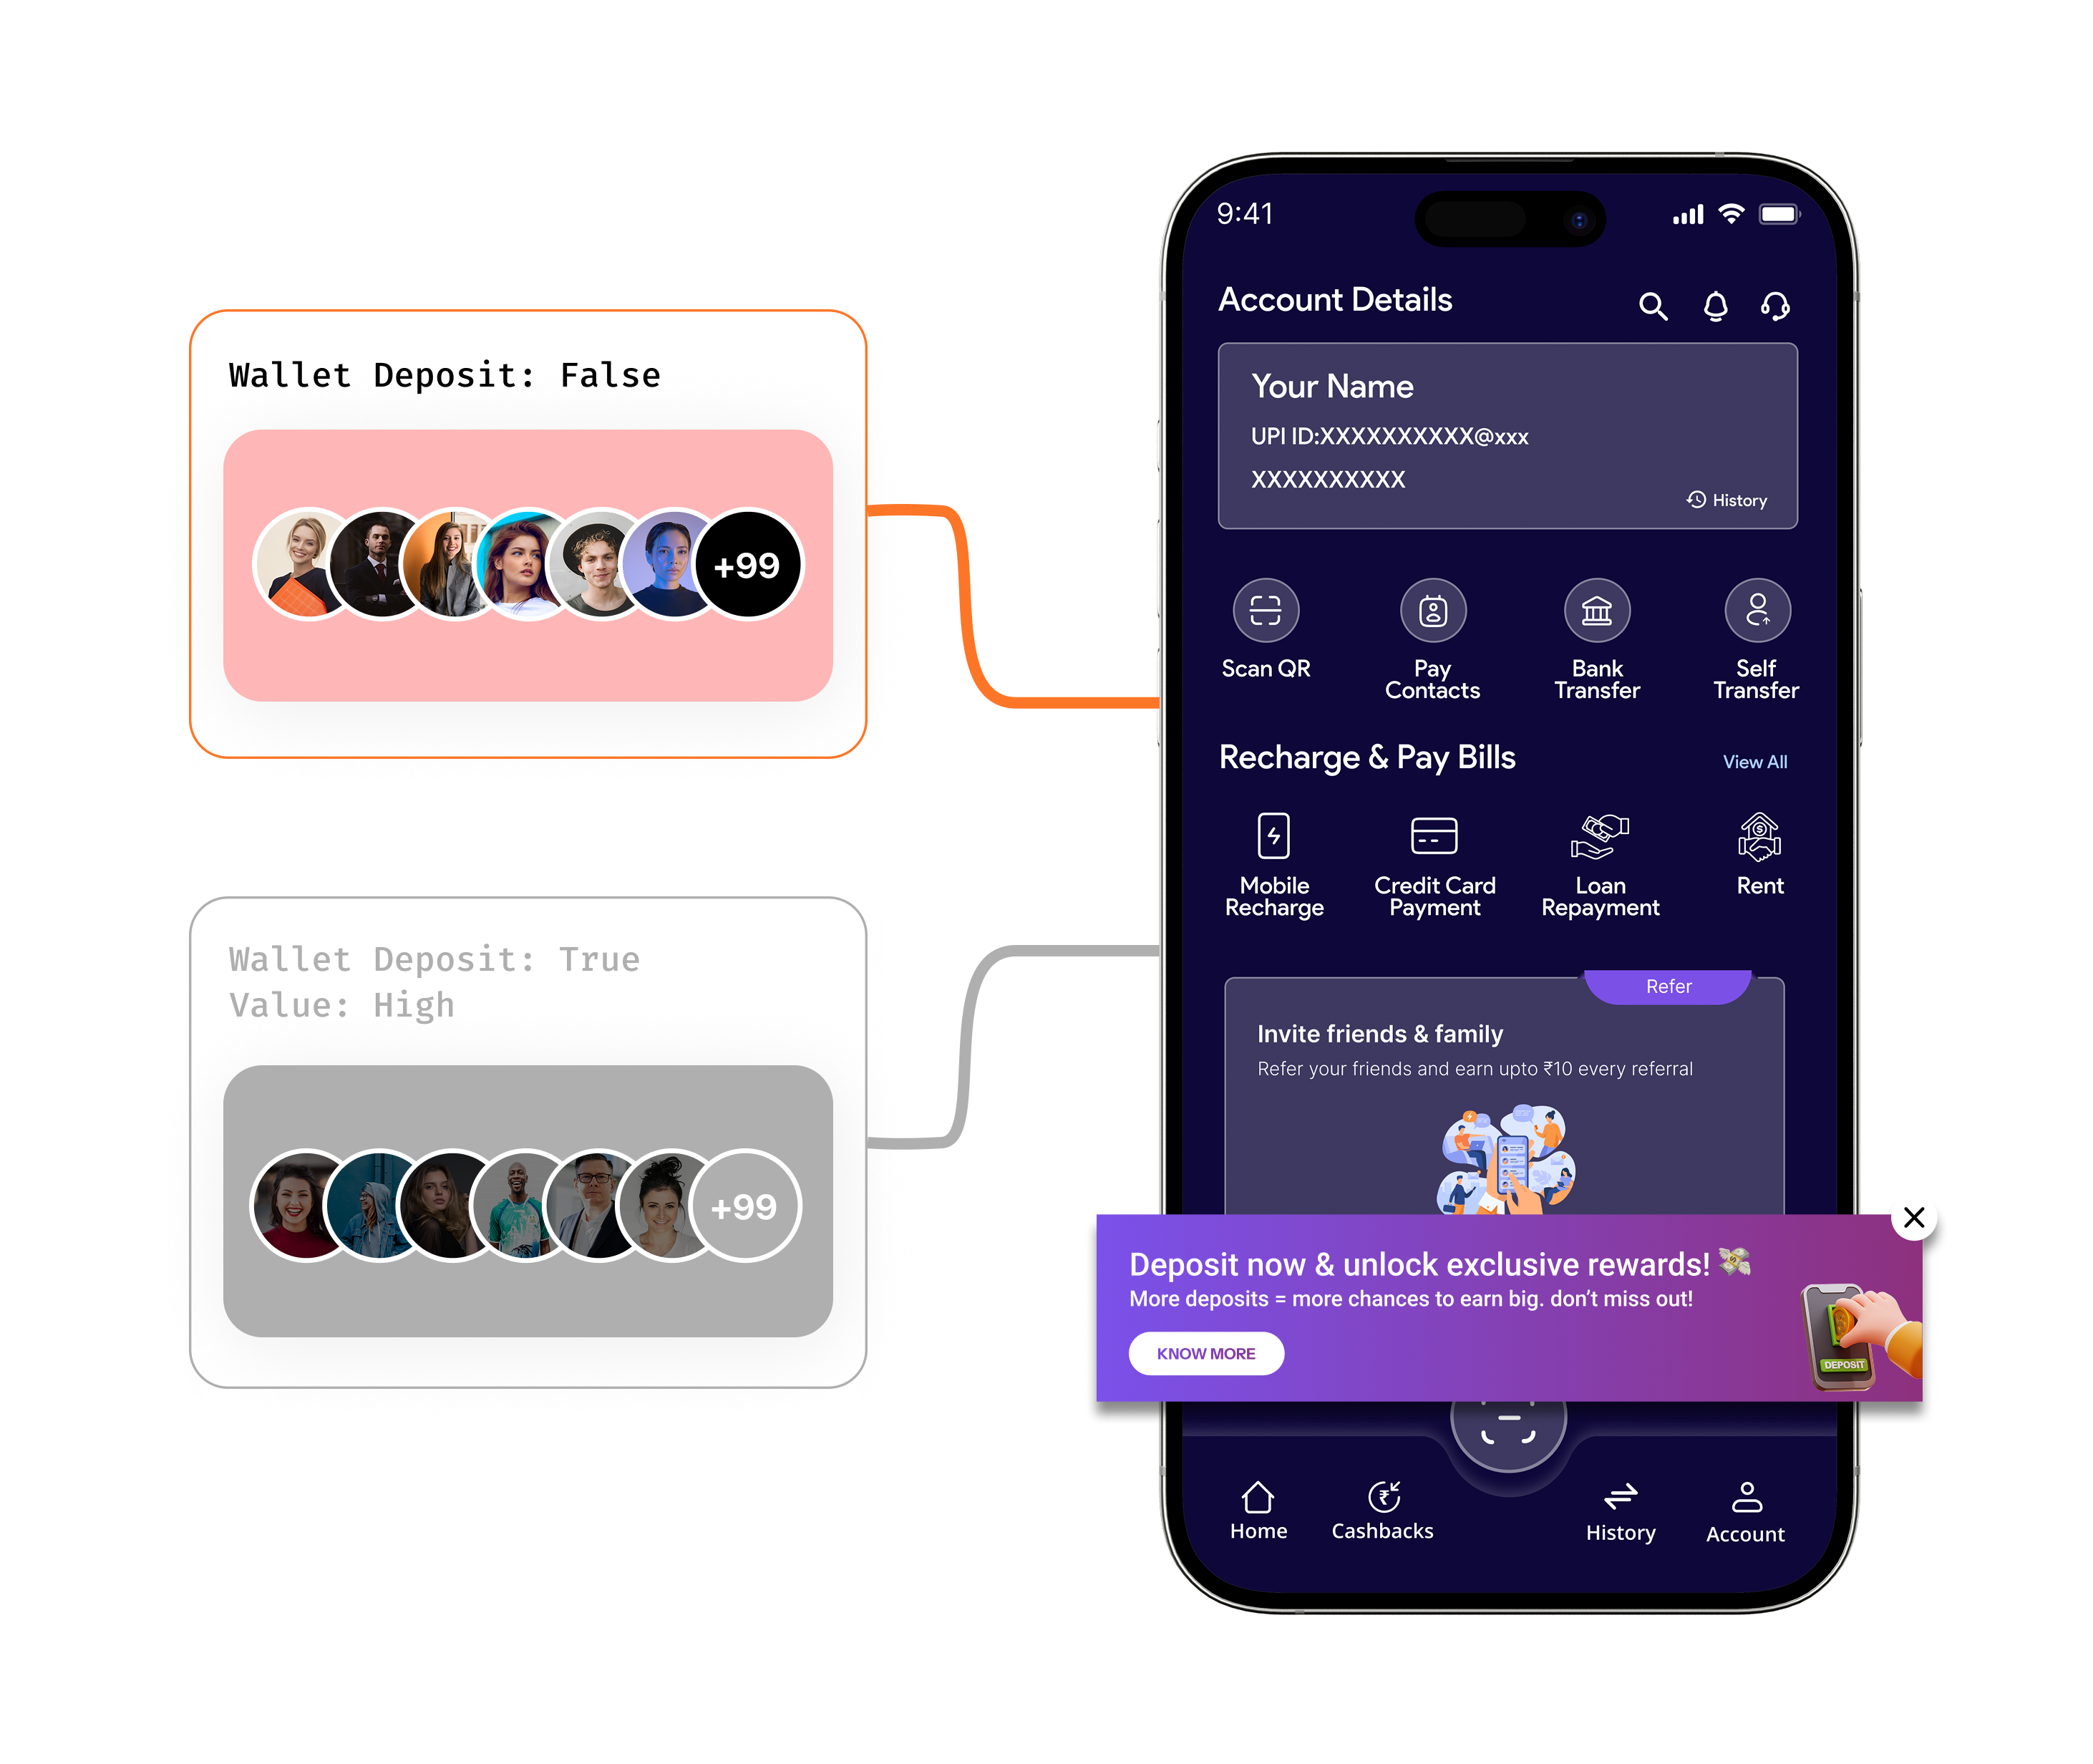 Wallet Deposit: False
+99
Wallet Deposit: True
Value: High
+99
9:41
Account Details
Your Name
UPI ID:XXXXXXXXXX@xxx
XXXXXXXXXX
History
Scan QR
Pay
Contacts
Bank
Transfer
Self
Transfer
Recharge & Pay Bills
View All
Mobile
Recharge
Credit Card
Payment
Loan
Repayment
Rent
Refer
Invite friends & family
Refer your friends and earn upto ₹10 every referral
Deposit now & unlock exclusive rewards! 💸
More deposits = more chances to earn big. don't miss out!
KNOW MORE
DEPOSIT
Home
Cashbacks
History
Account